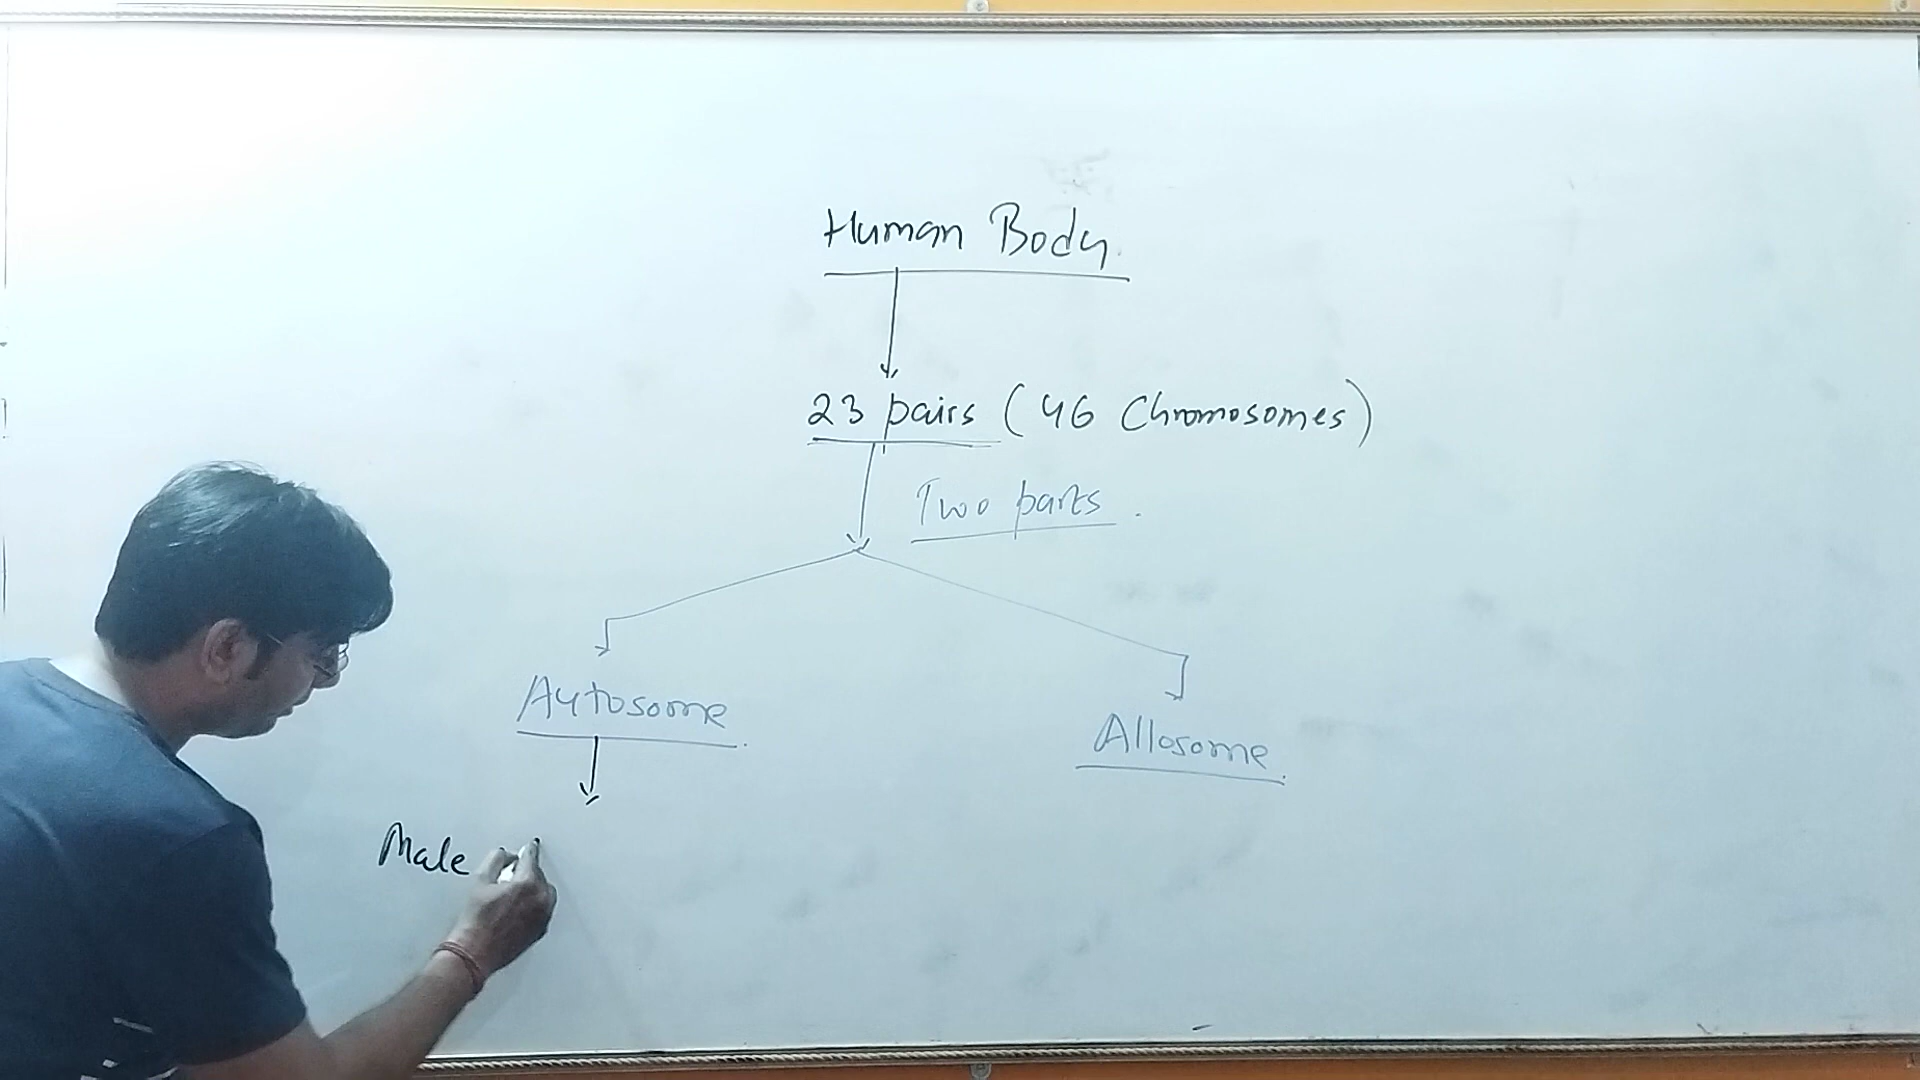 Human Body.
23 pairs (46 Chromosomes)
Two parts.
Autosome.
Allosome.
Male